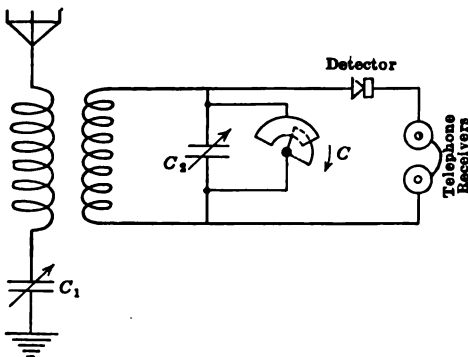 Detector
C₂
C
Telephone
Receivers
C₁